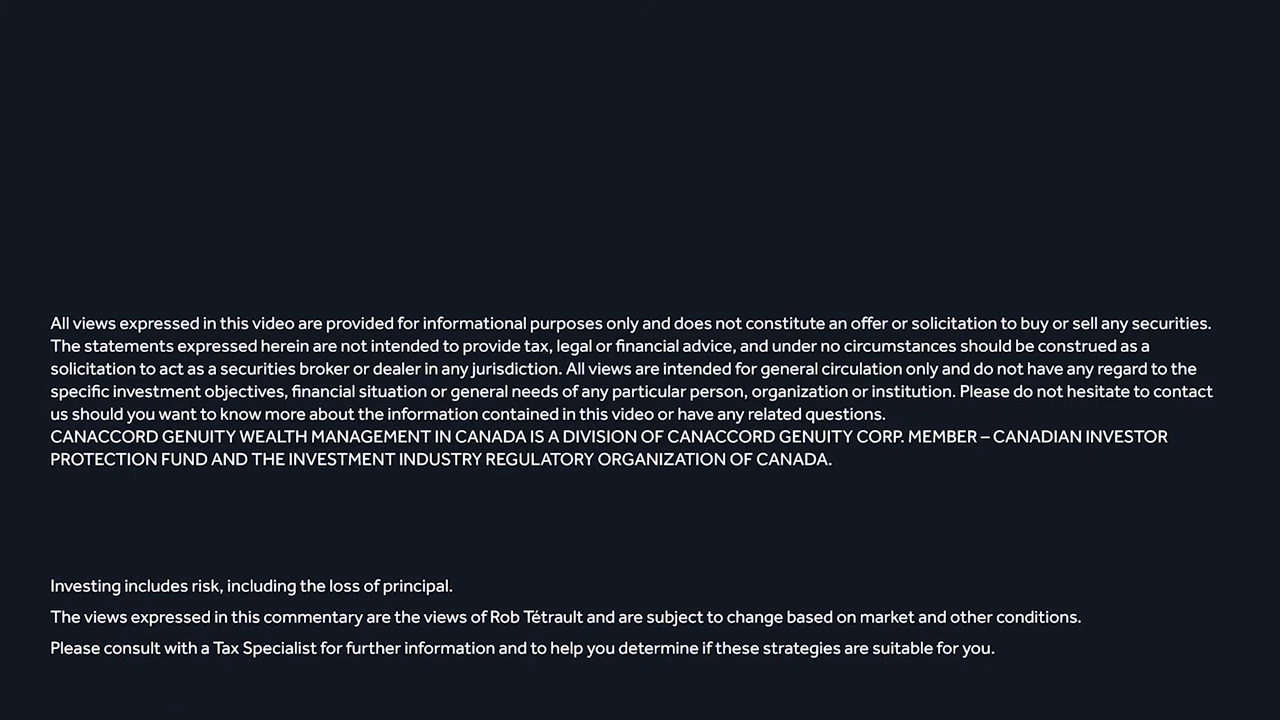 All views expressed in this video are provided for informational purposes only and does not constitute an offer or solicitation to buy or sell any securities.
The statements expressed herein are not intended to provide tax, legal or financial advice, and under no circumstances should be construed as a
solicitation to act as a securities broker or dealer in any jurisdiction. All views are intended for general circulation only and do not have any regard to the
specific investment objectives, financial situation or general needs of any particular person, organization or institution. Please do not hesitate to contact
us should you want to know more about the information contained in this video or have any related questions.
CANACCORD GENUITY WEALTH MANAGEMENT IN CANADA IS A DIVISION OF CANACCORD GENUITY CORP. MEMBER – CANADIAN INVESTOR
PROTECTION FUND AND THE INVESTMENT INDUSTRY REGULATORY ORGANIZATION OF CANADA.
Investing includes risk, including the loss of principal.
The views expressed in this commentary are the views of Rob Tétrault and are subject to change based on market and other conditions.
Please consult with a Tax Specialist for further information and to help you determine if these strategies are suitable for you.